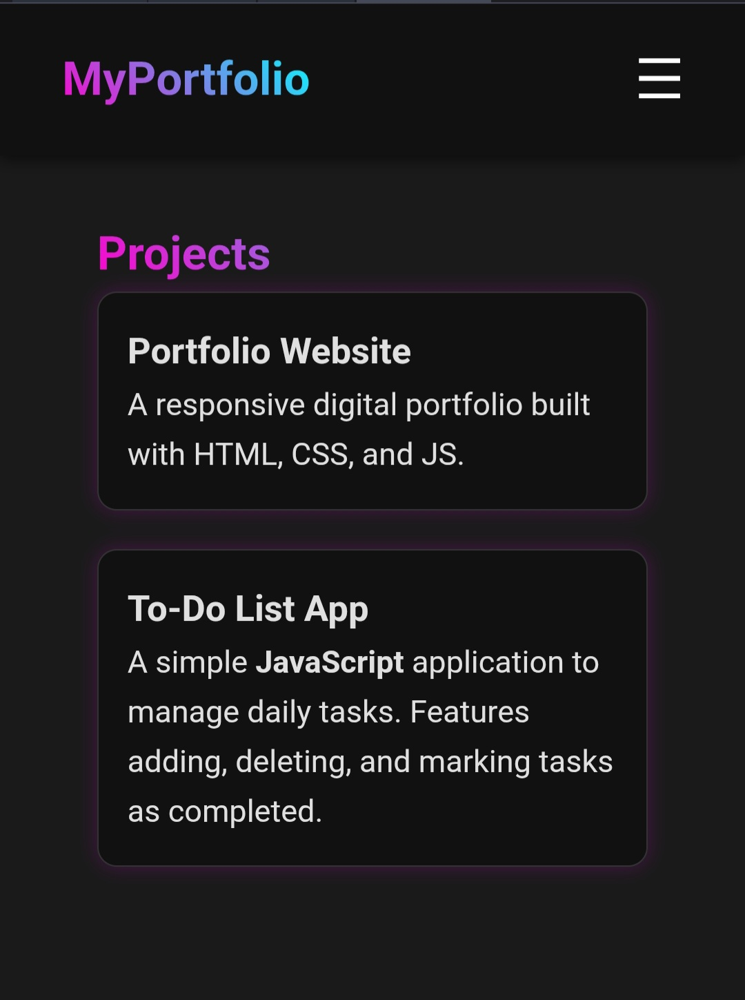 MyPortfolio
Projects
Portfolio Website
A responsive digital portfolio built
with HTML, CSS, and JS.
To-Do List App
A simple JavaScript application to
manage daily tasks. Features
adding, deleting, and marking tasks
as completed.